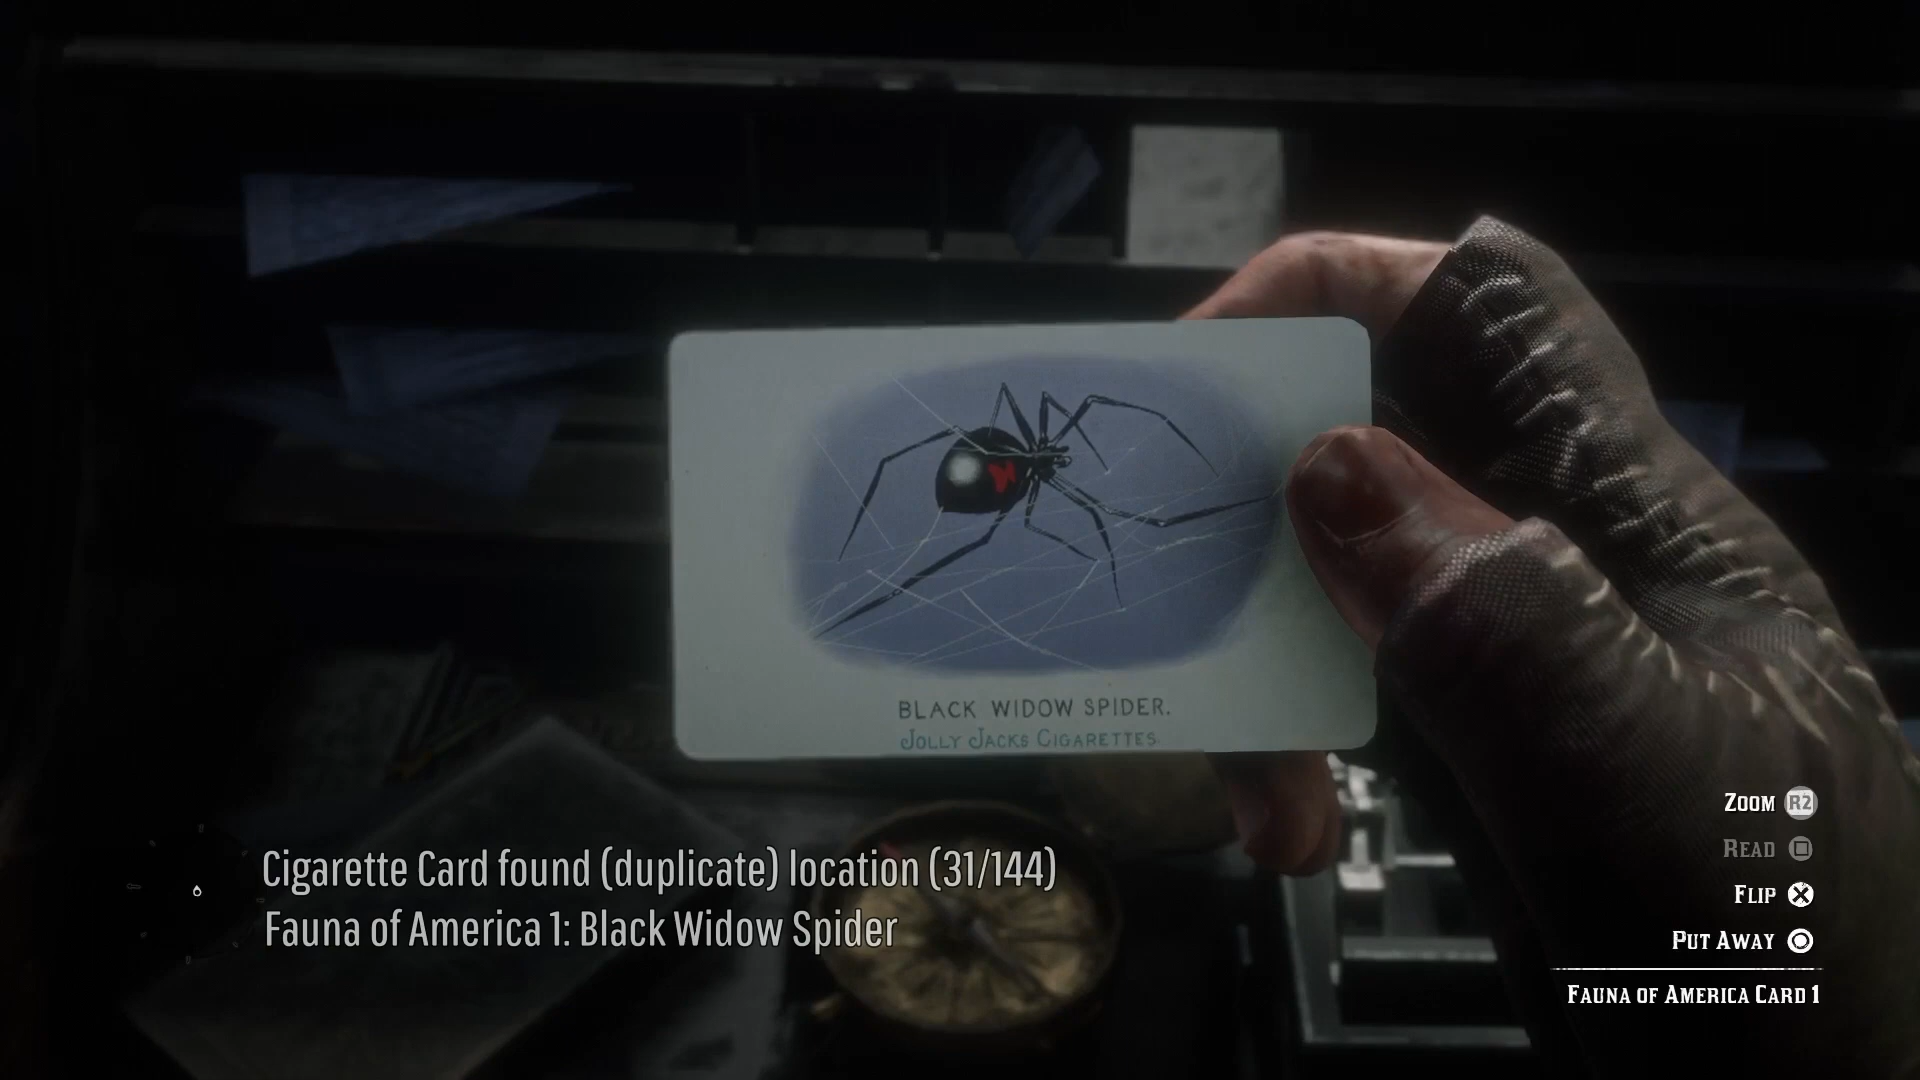 BLACK WIDOW SPIDER.
JOLLY JACKS CIGARETTES.
Cigarette Card found (duplicate) location (31/144)
Fauna of America 1: Black Widow Spider
ZOOM R2
READ
FLIP
PUT AWAY
FAUNA OF AMERICA CARD 1